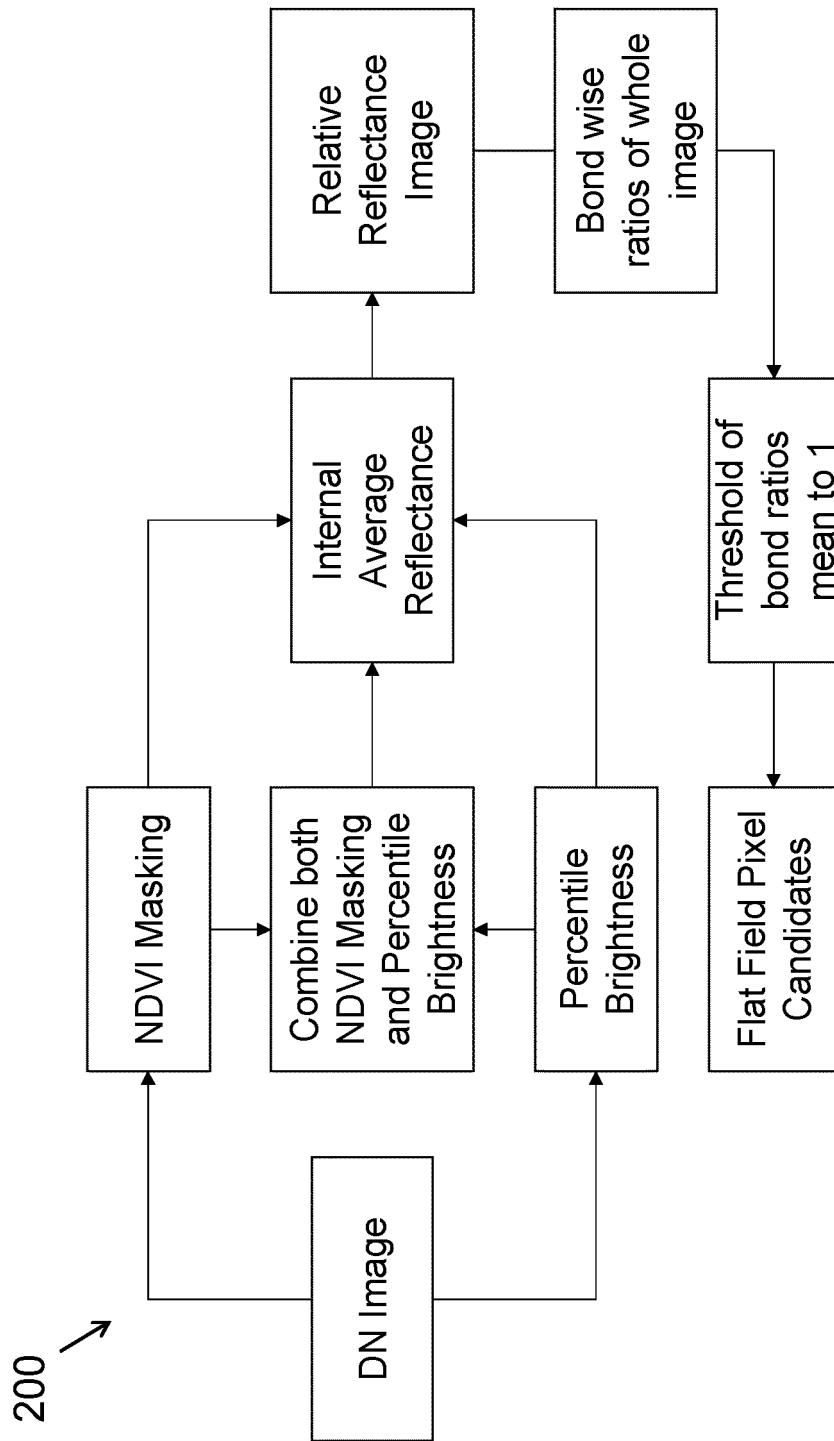 200
DN Image
NDVI Masking
Combine both
NDVI Masking
and Percentile
Brightness
Percentile
Brightness
Internal
Average
Reflectance
Relative
Reflectance
Image
Bond wise
ratios of whole
image
Threshold of
bond ratios
mean to 1
Flat Field Pixel
Candidates